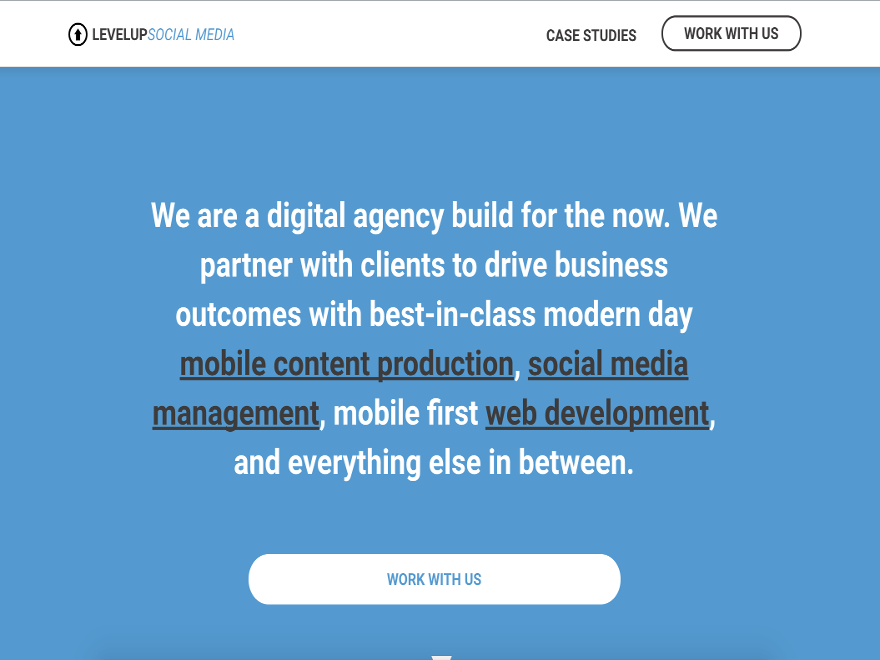 LEVELUPSOCIAL MEDIA
CASE STUDIES
WORK WITH US
We are a digital agency build for the now. We
partner with clients to drive business
outcomes with best-in-class modern day
mobile content production, social media
management, mobile first web development,
and everything else in between.
WORK WITH US